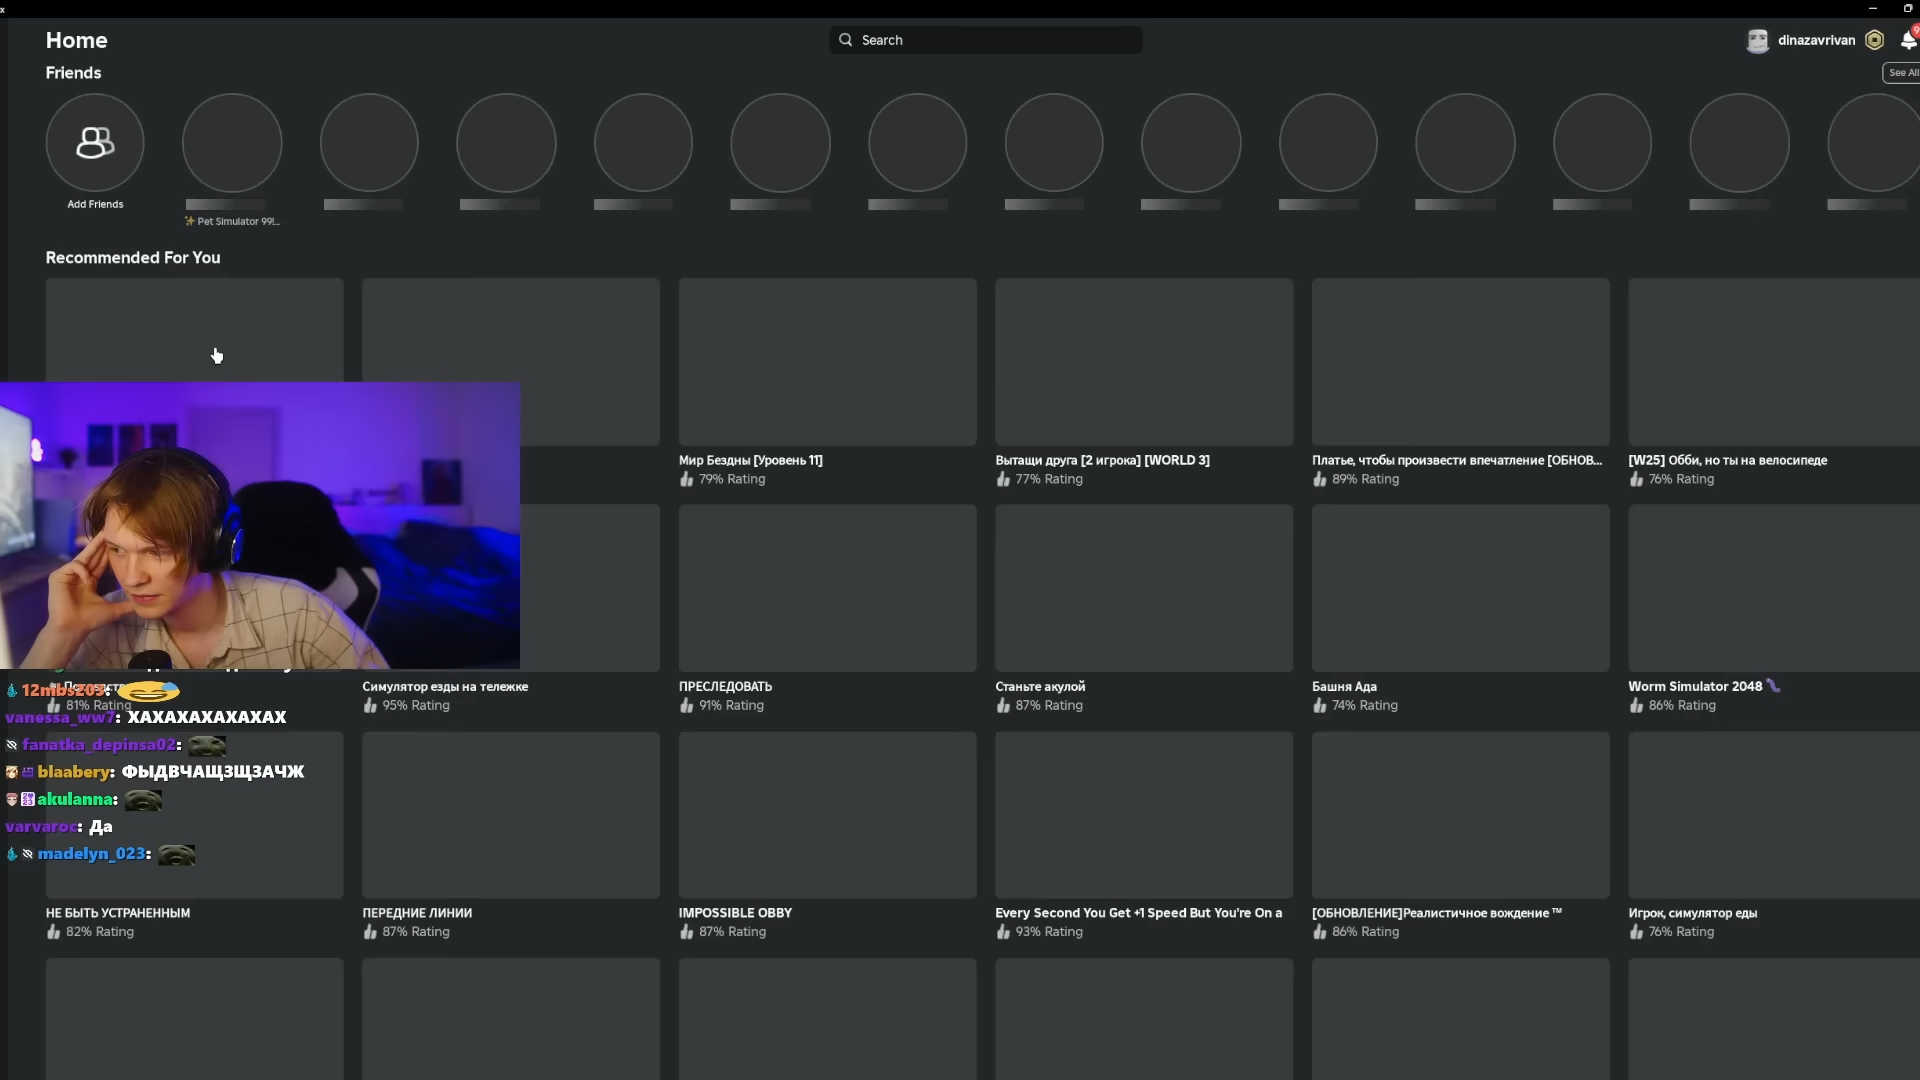 Home
Search
dinazavrivan
Friends
See All
Add Friends
Pet Simulator 99!...
Recommended For You
Мир Бездны [Уровень 11]
79% Rating
Вытащи друга [2 игрока] [WORLD 3]
77% Rating
Платье, чтобы произвести впечатление [ОБНОВ...
89% Rating
[W25] Обби, но ты на велосипеде
76% Rating
81% Rating
Симулятор езды на тележке
95% Rating
ПРЕСЛЕДОВАТЬ
91% Rating
Станьте акулой
87% Rating
Башня Ада
74% Rating
Worm Simulator 2048
86% Rating
12mbs203:
vanessa_ww7: ХАХАХАХАХАХАХ
fanatka_depinsa02:
blaabery: ФЫДВЧАЩЗЩЗАЧЖ
akulanna:
varvaroc: Да
madelyn_023:
НЕ БЫТЬ УСТРАНЕННЫМ
82% Rating
ПЕРЕДНИЕ ЛИНИИ
87% Rating
IMPOSSIBLE OBBY
87% Rating
Every Second You Get +1 Speed But You're On a
93% Rating
[ОБНОВЛЕНИЕ]Реалистичное вождение ™
86% Rating
Игрок, симулятор еды
76% Rating